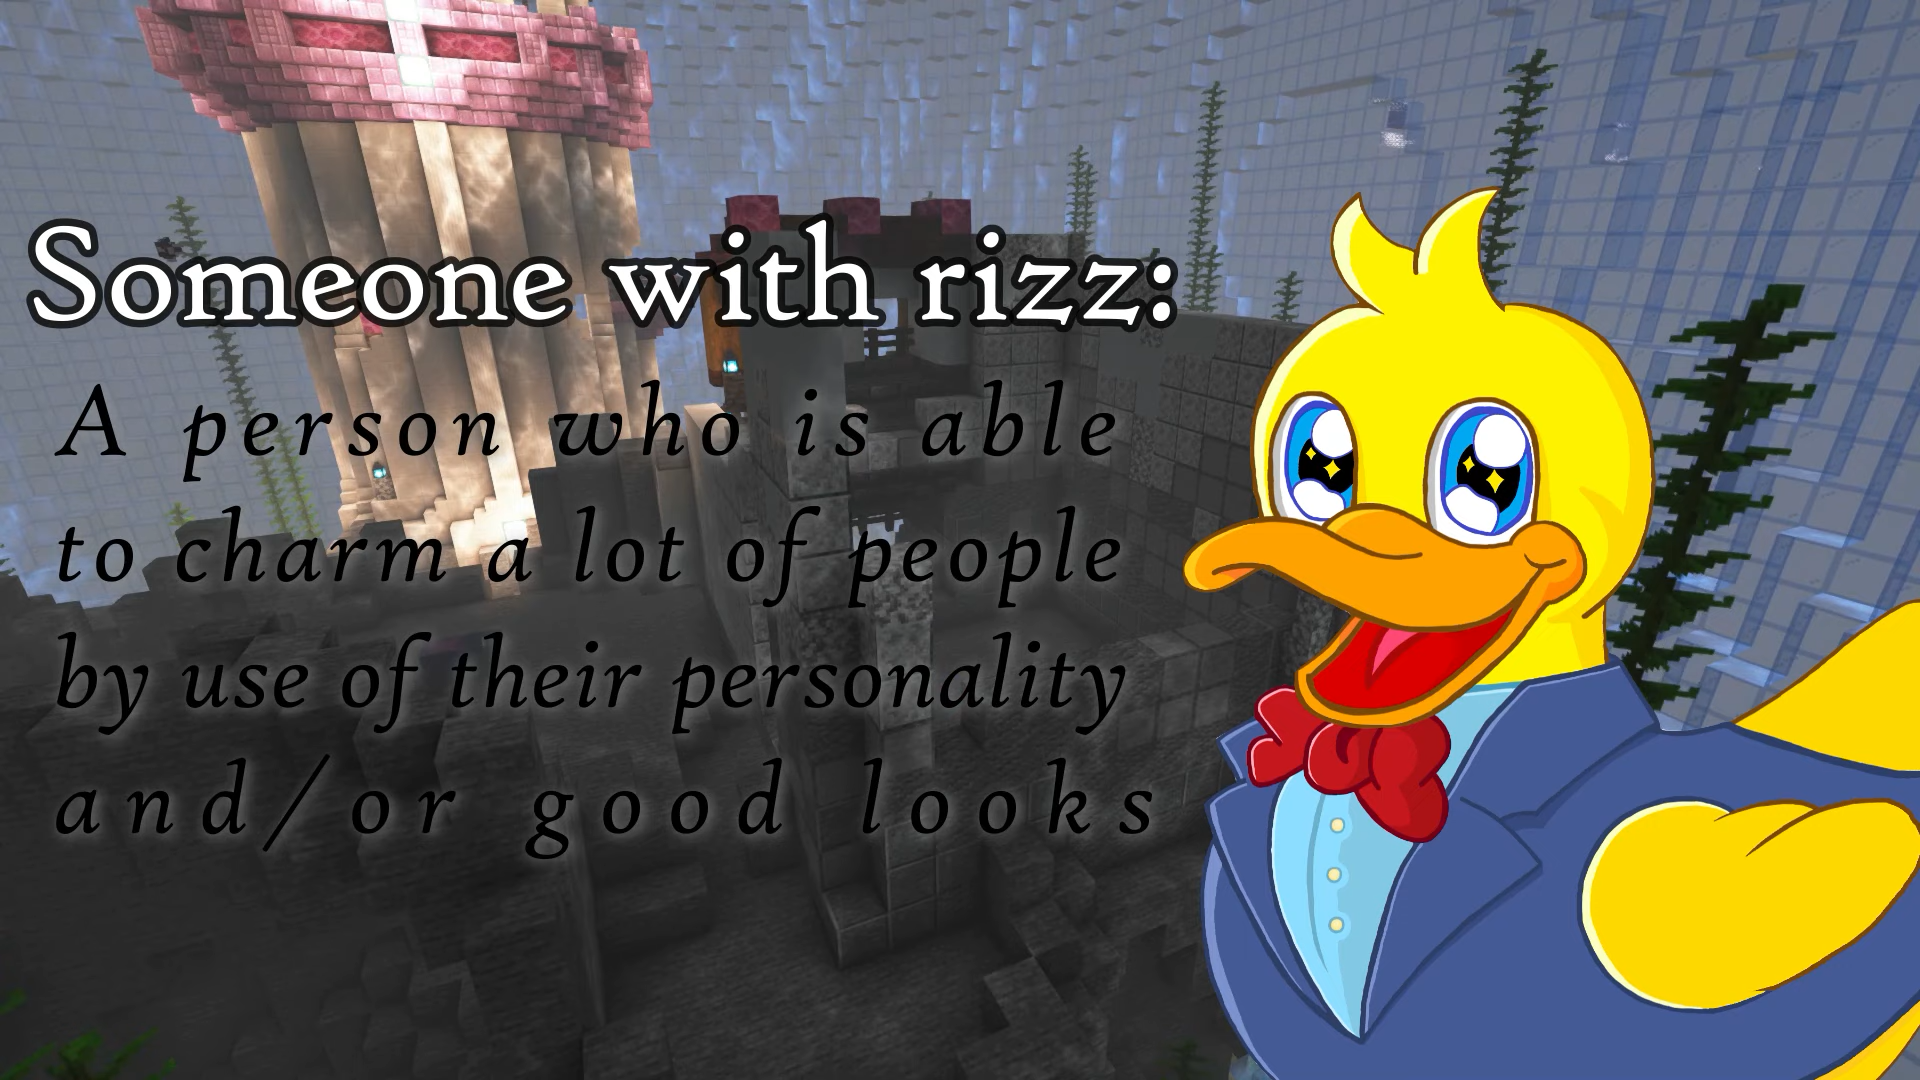 Someone with rizz:
A person who is able
to charm a lot of people
by use of their personality
and/or good looks